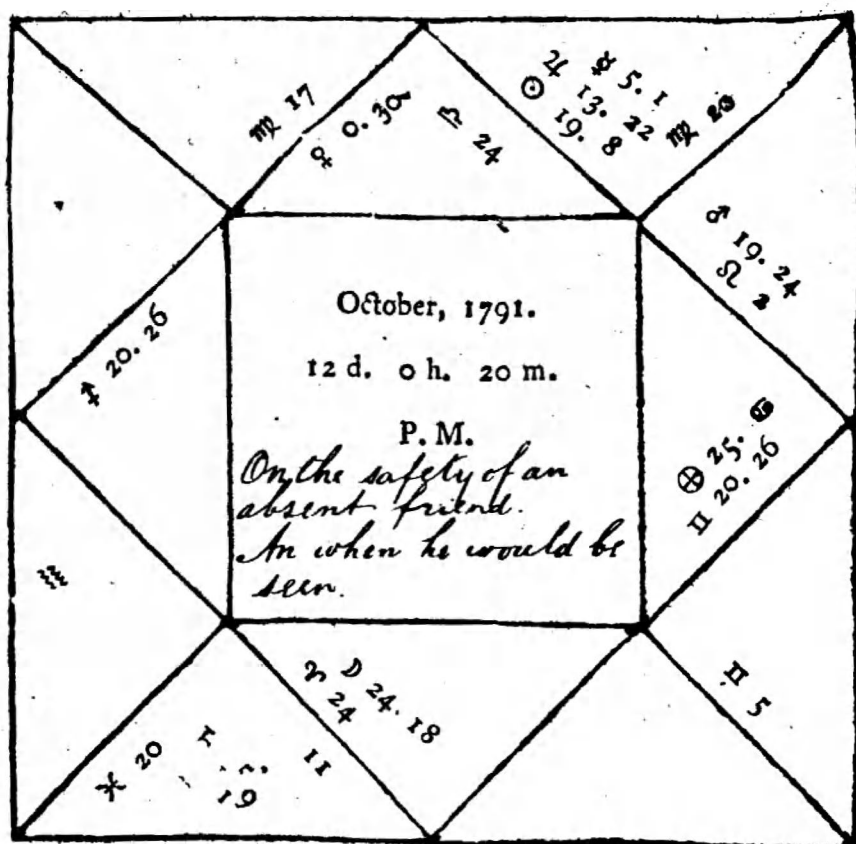 ♏ 17
♀ 0. 30
♎ 24
☿ 5. 1
♃ 13. 22
☉ 19. 8
♍ 20
♂ 19. 24
♌ 2
♐ 20. 26
October, 1791.
12 d. 0 h. 20 m.
P. M.
On the safety of an
absent friend.
An when he would be
seen.
⊕ 25. ♋
♊ 20. 26
♒
♊ 5
☽ 24. 18
♈ 24
♓ 20
11
19